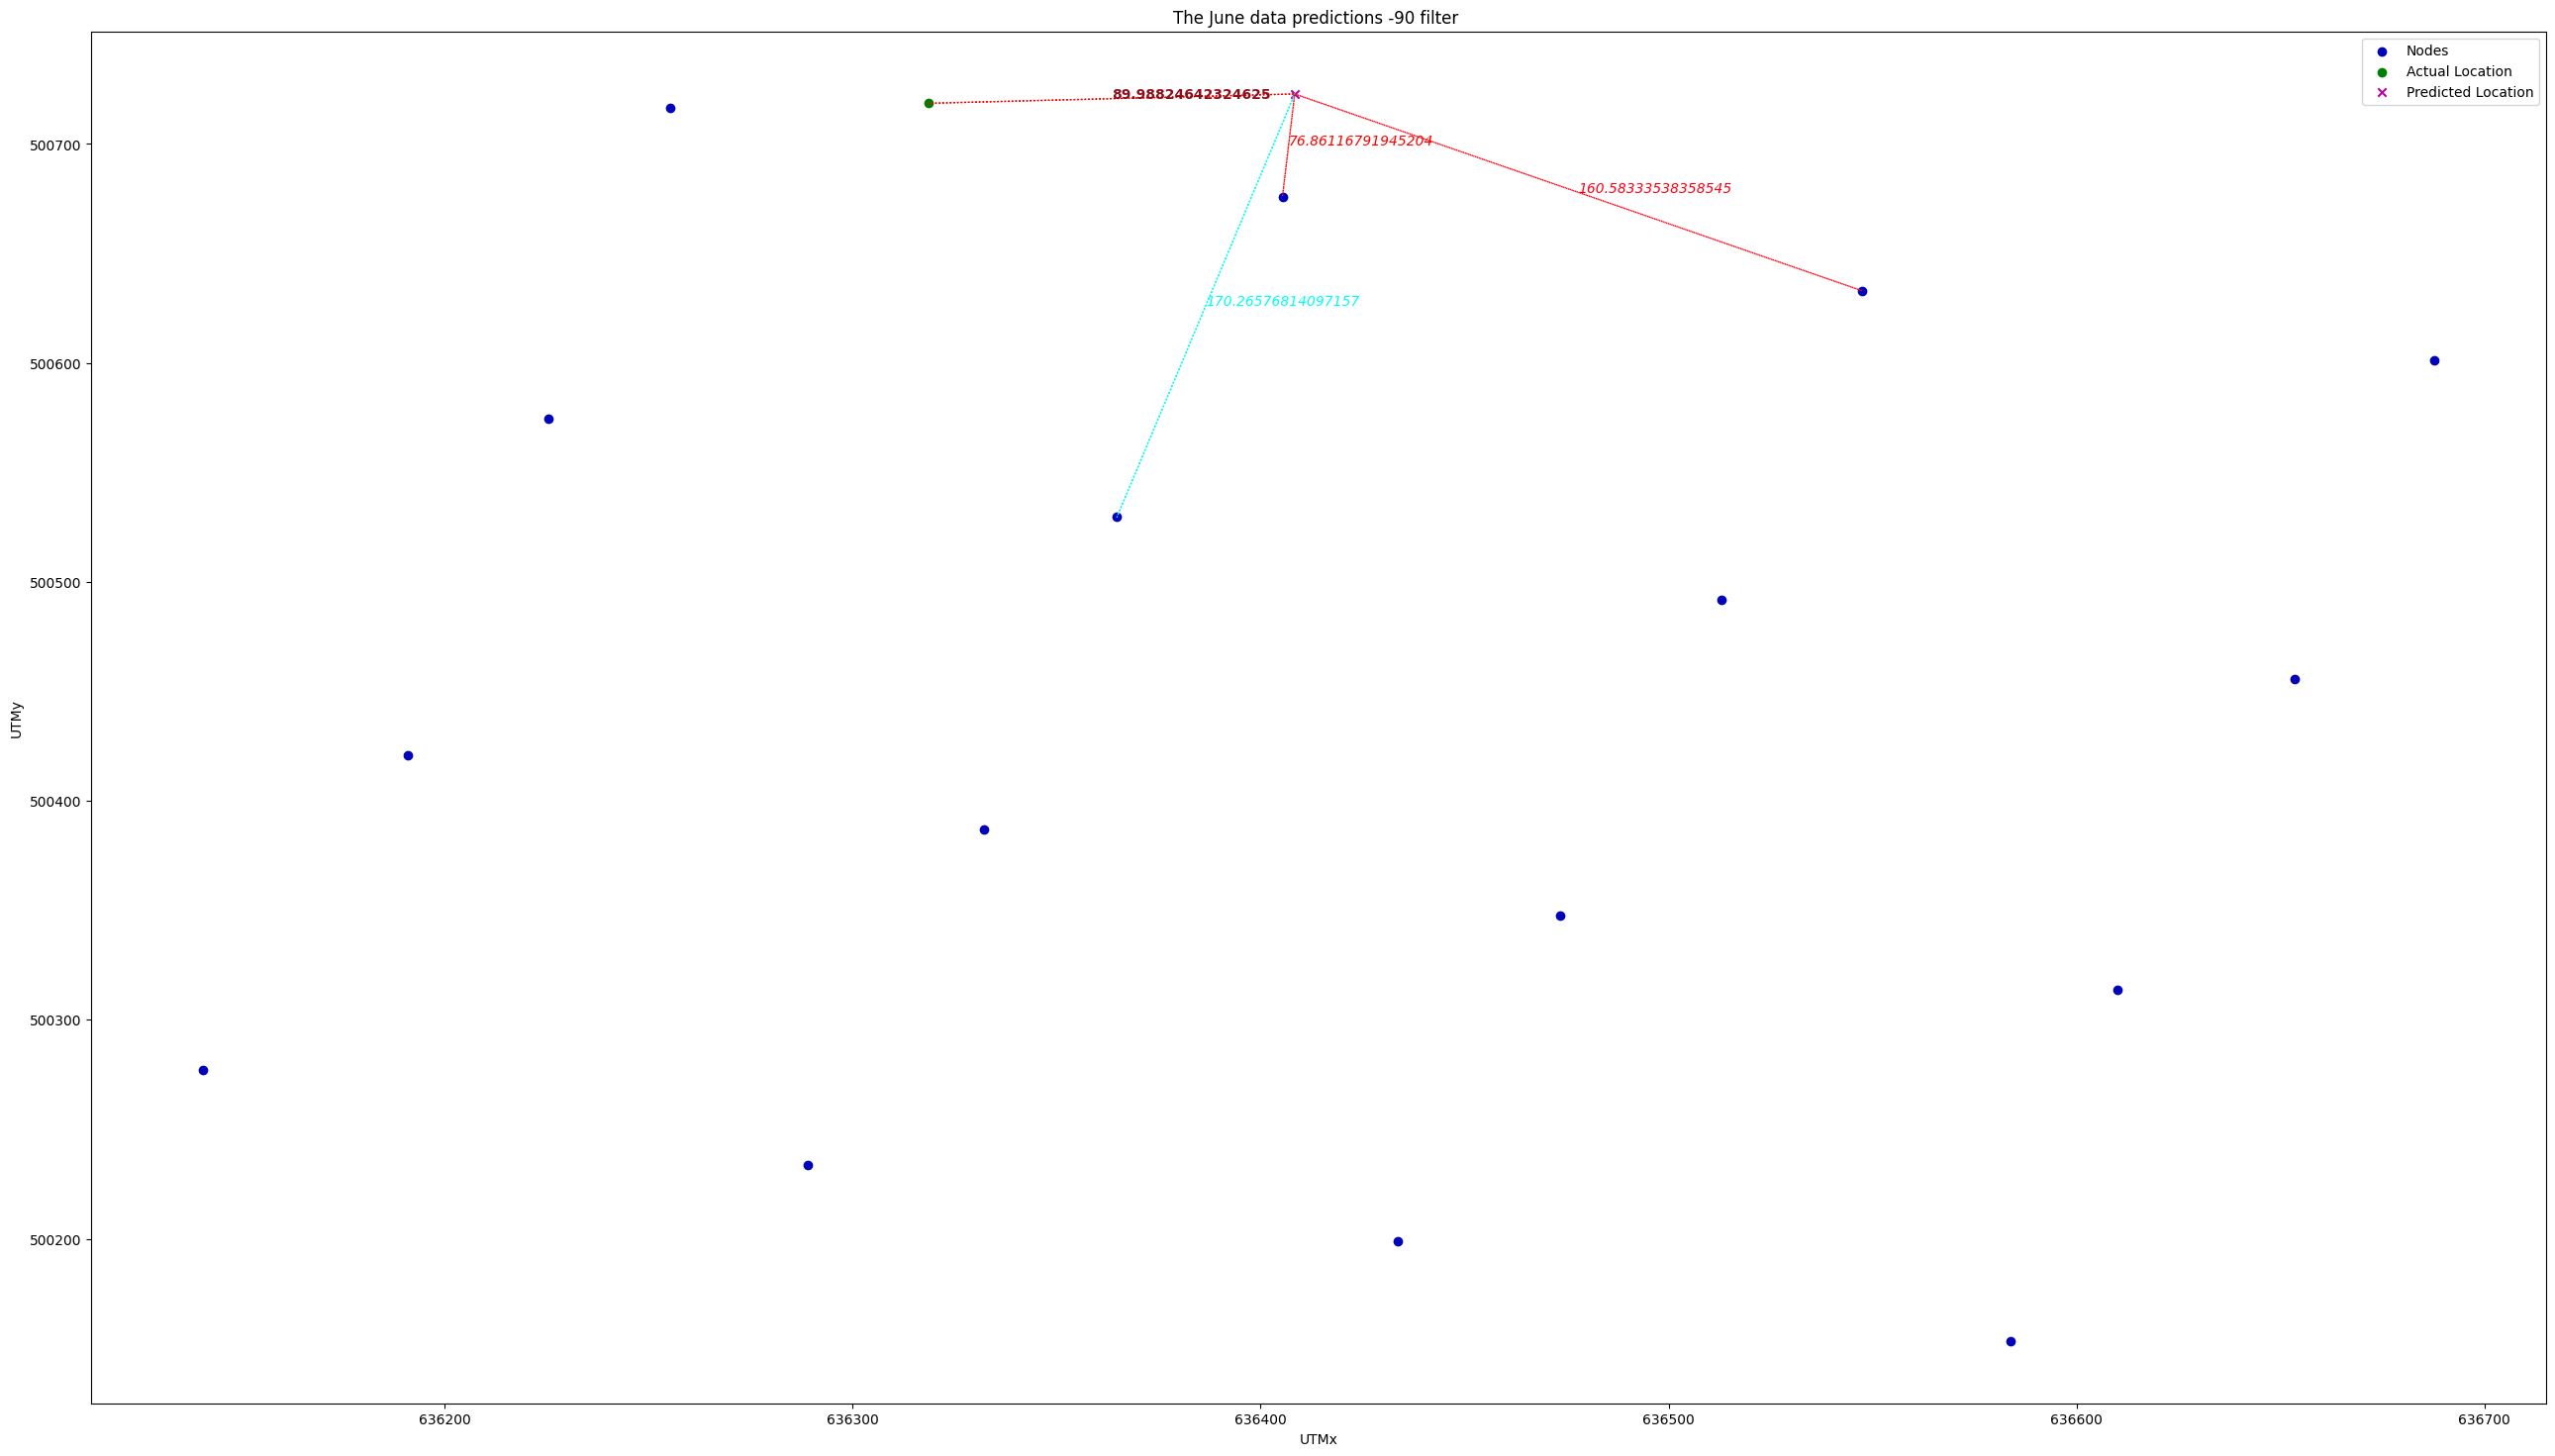 The June data predictions -90 filter
Nodes
Actual Location
Predicted Location
89.98824642324625
76.86116791945204
160.58333538358545
170.26576814097157
500700
500600
500500
500400
500300
500200
UTMy
636200
636300
636400
636500
636600
636700
UTMx